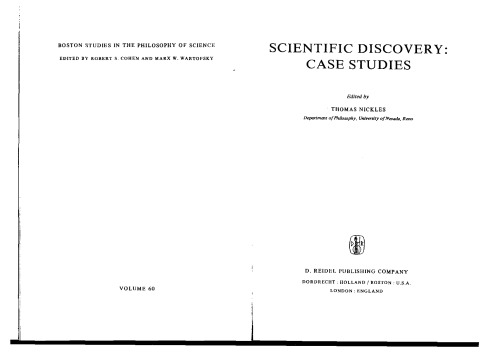 BOSTON STUDIES IN THE PHILOSOPHY OF SCIENCE
EDITED BY ROBERT S. COHEN AND MARX W. WARTOFSKY
VOLUME 60
SCIENTIFIC DISCOVERY:
CASE STUDIES
Edited by
THOMAS NICKLES
Department of Philosophy, University of Nevada, Reno
D. REIDEL PUBLISHING COMPANY
DORDRECHT : HOLLAND / BOSTON : U.S.A.
LONDON : ENGLAND